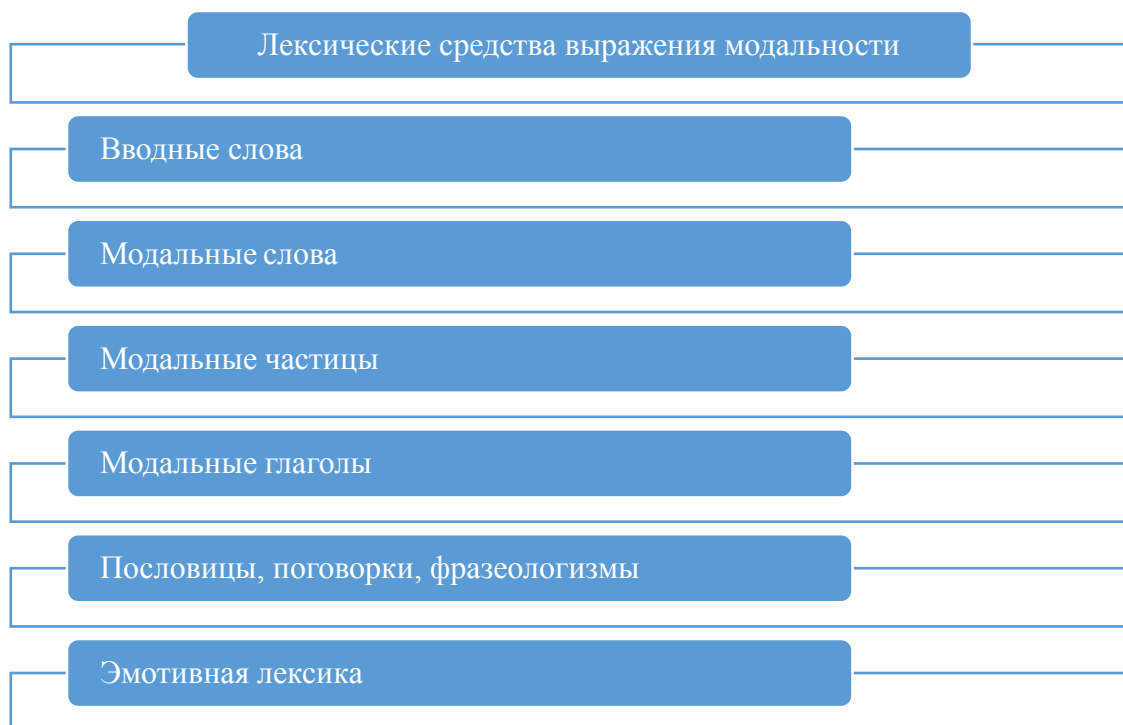 Лексические средства выражения модальности
Вводные слова
Модальные слова
Модальные частицы
Модальные глаголы
Пословицы, поговорки, фразеологизмы
Эмотивная лексика